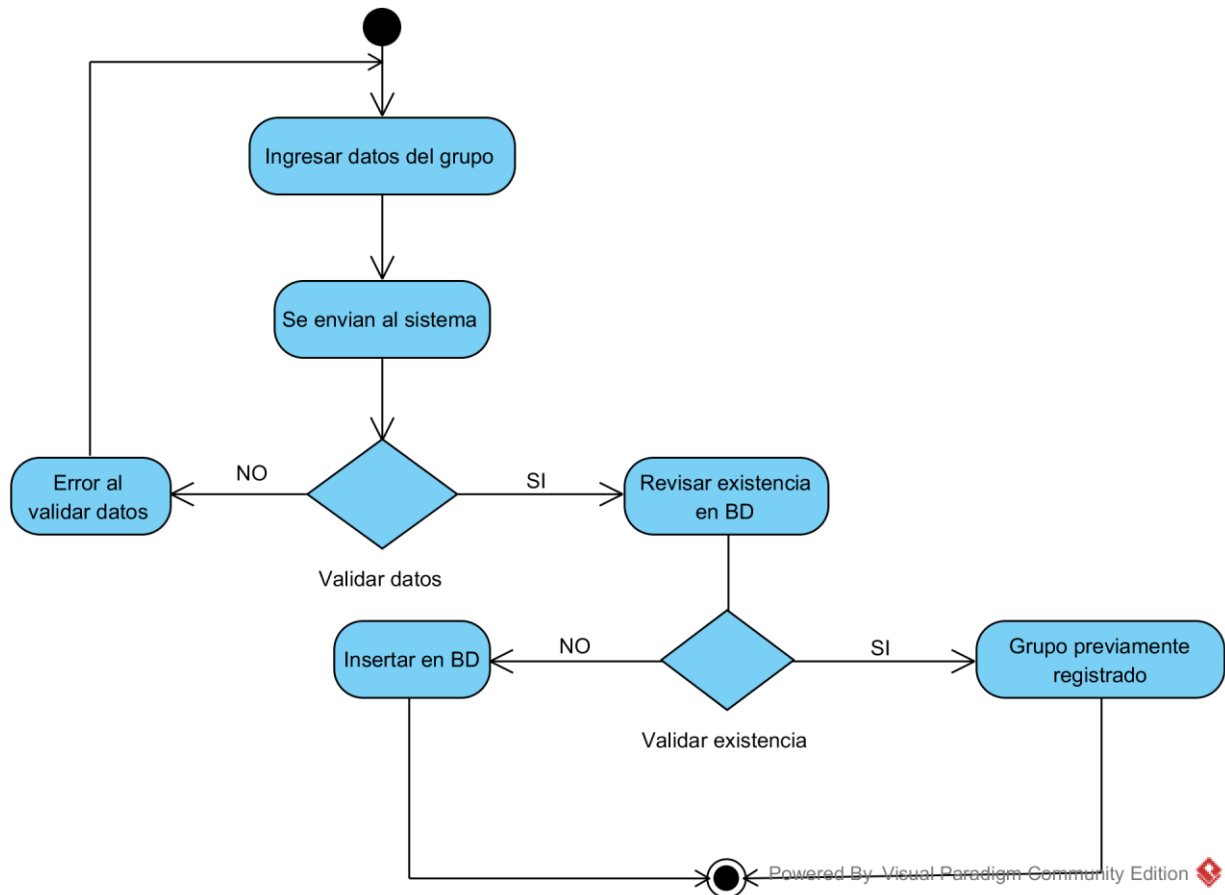 Ingresar datos del grupo
Se envian al sistema
Error al
validar datos
NO
SI
Revisar existencia
en BD
Validar datos
Insertar en BD
NO
SI
Grupo previamente
registrado
Validar existencia
Powered By Visual Paradigm Community Edition